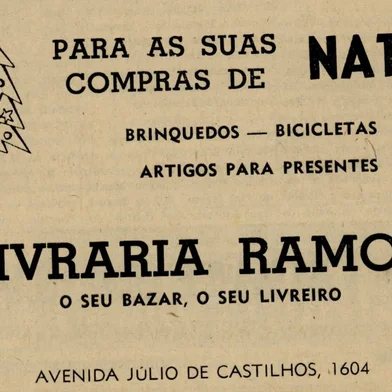 PARA AS SUAS
COMPRAS DE NAT
BRINQUEDOS — BICICLETAS
ARTIGOS PARA PRESENTES
IVRARIA RAMO
O SEU BAZAR, O SEU LIVREIRO
AVENIDA JÚLIO DE CASTILHOS, 1604